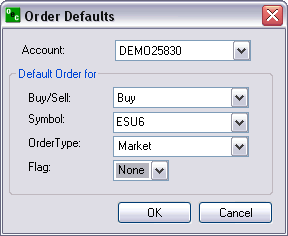 Order Defaults
Account: DEMO25830
Default Order for
Buy/Sell: Buy
Symbol: ESU6
OrderType: Market
Flag: None
OK Cancel